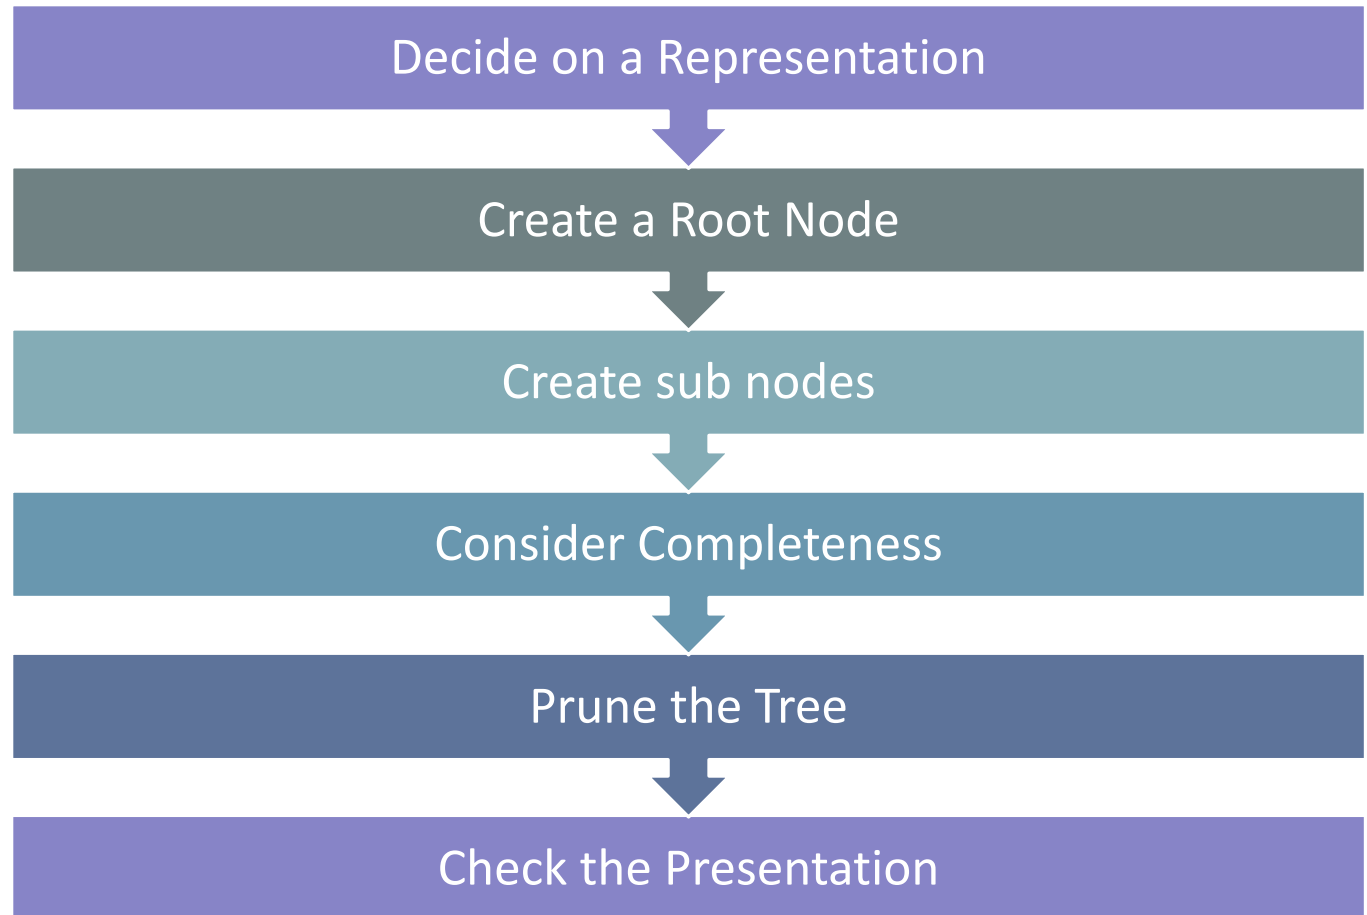 Decide on a Representation
Create a Root Node
Create sub nodes
Consider Completeness
Prune the Tree
Check the Presentation